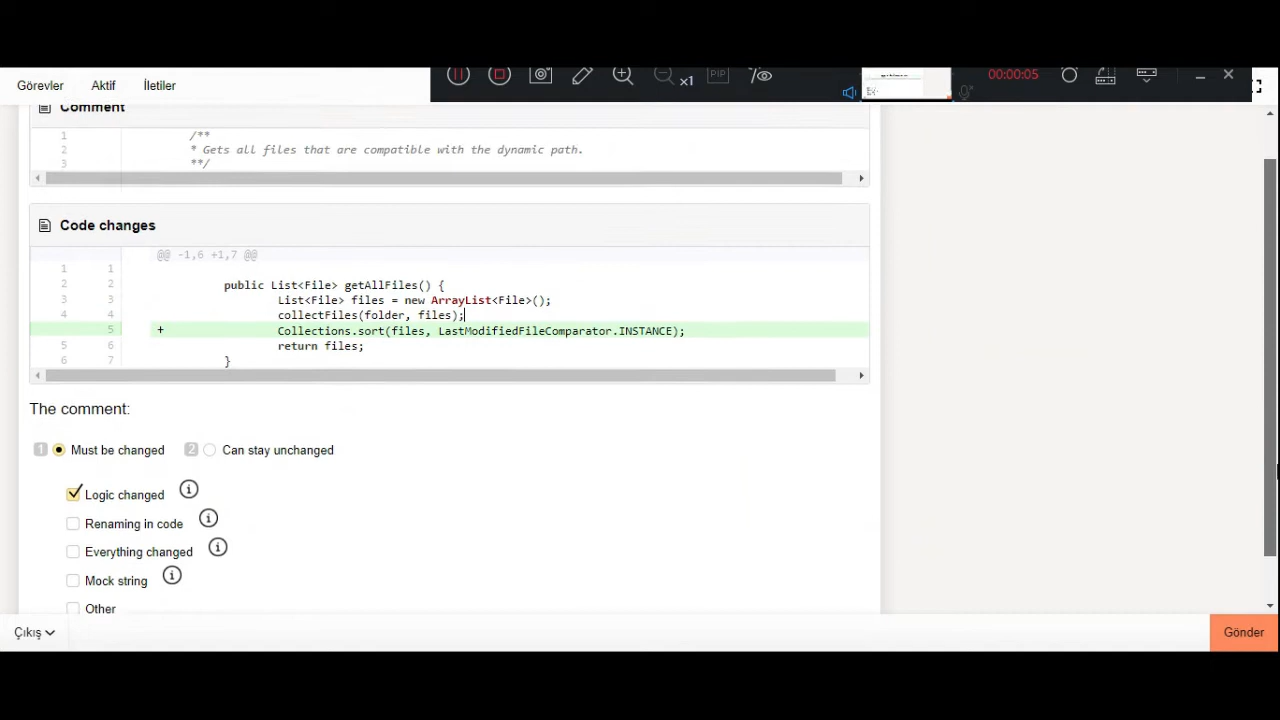 Görevler Aktif İletiler
x1 PIP 00:00:05
Comment
1 /**
2 * Gets all files that are compatible with the dynamic path.
3 **/
Code changes
@@ -1,6 +1,7 @@
1 1
2 2 public List<File> getAllFiles() {
3 3 List<File> files = new ArrayList<File>();
4 4 collectFiles(folder, files);
5 + Collections.sort(files, LastModifiedFileComparator.INSTANCE);
5 6 return files;
6 7 }
The comment:
1 Must be changed 2 Can stay unchanged
Logic changed
Renaming in code
Everything changed
Mock string
Other
Çıkış Gönder